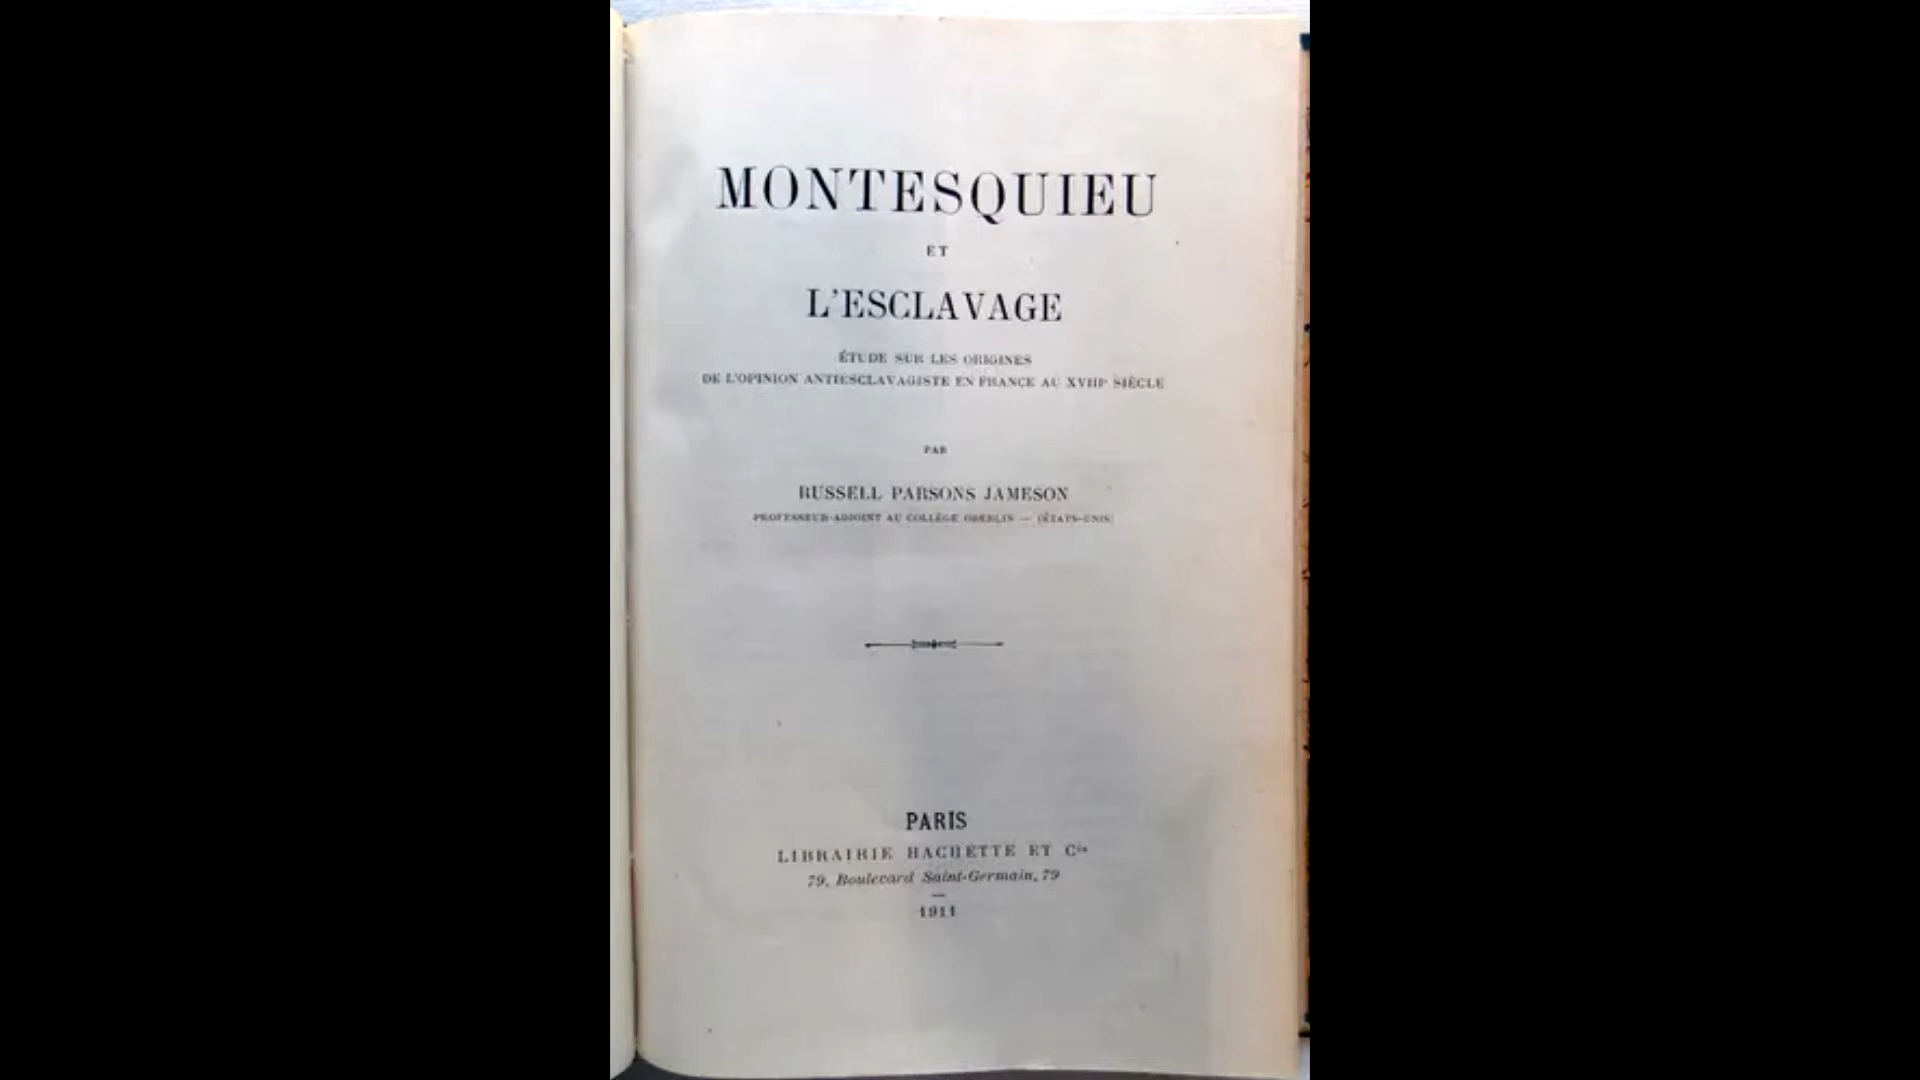 MONTESQUIEU
ET
L'ESCLAVAGE
ÉTUDE SUR LES ORIGINES
DE L'OPINION ANTIESCLAVAGISTE EN FRANCE AU XVIIIe SIÈCLE
PAR
RUSSELL PARSONS JAMESON
PROFESSEUR-ADJOINT AU COLLÈGE OBERLIN — (ÉTATS-UNIS)
PARIS
LIBRAIRIE HACHETTE ET Cie
79, Boulevard Saint-Germain, 79
1911